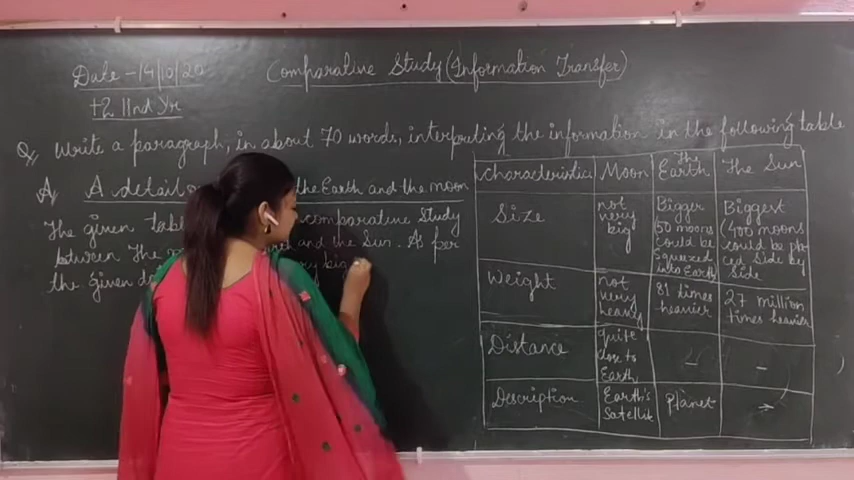 Date - 14/10/20
Comparative Study (Information Transfer)
+2 IInd Yr
Q Write a paragraph, in about 70 words, interpreting the information in the following table
A A detail the Earth and the moon
The given comparative study
between The and the Sun. As per
the given very big
Characteristics Moon The Earth The Sun
Size not very big Bigger 50 moons could be squeezed into Earth Biggest (400 moons could be placed side by side
Weight not very heavy 81 times heavier 27 million times heavier
Distance quite close to Earth - -
Description Earth's Satellite Planet